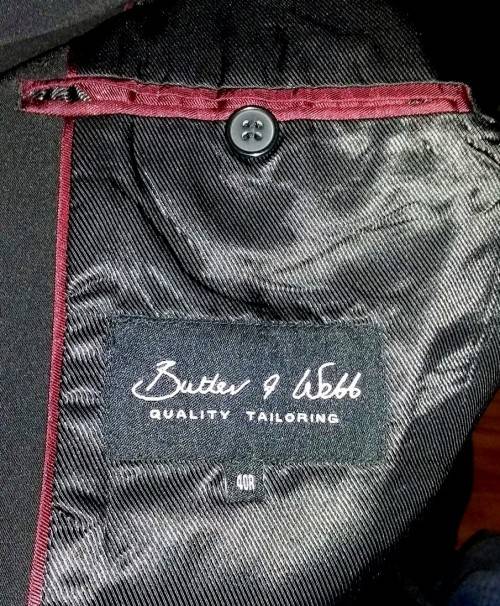 Butler & Webb
QUALITY TAILORING
40R